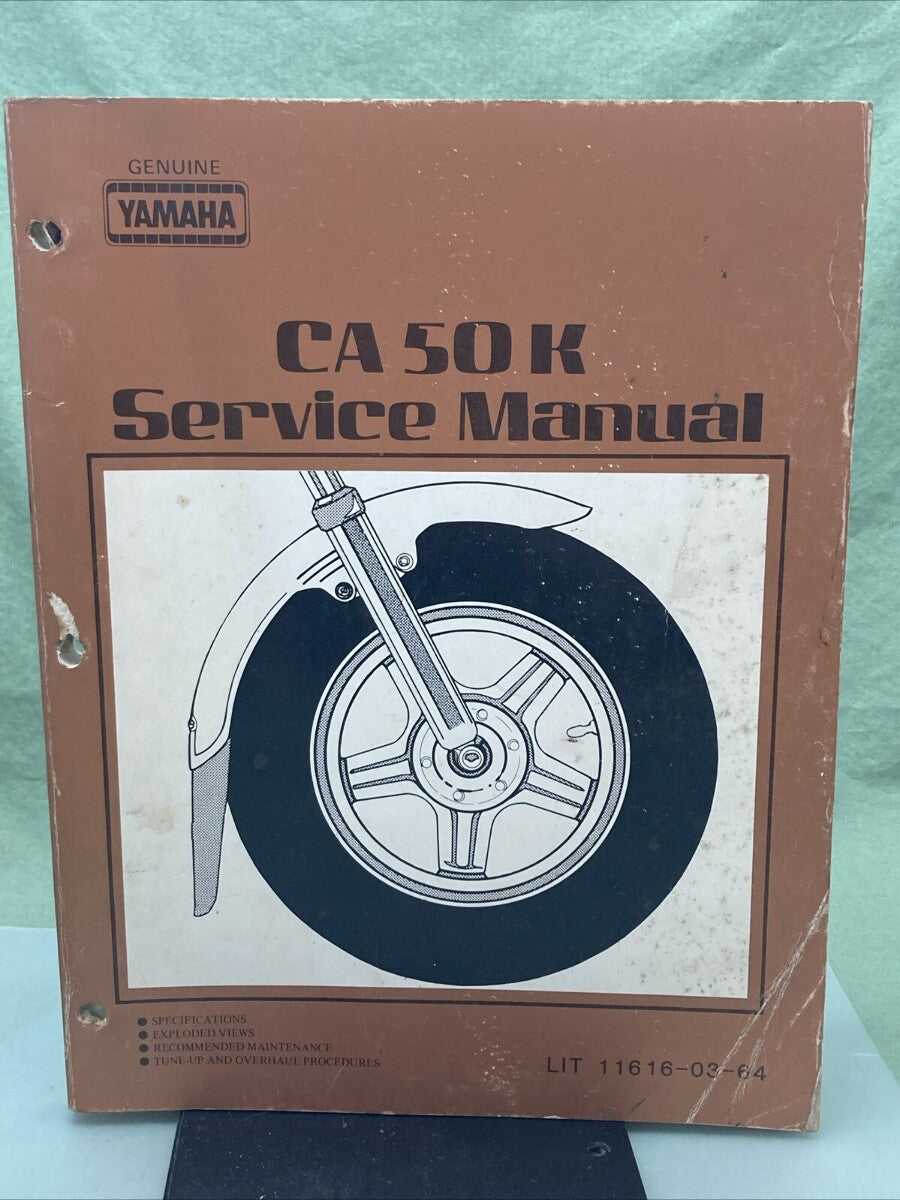 GENUINE
YAMAHA
CA 50 K
Service Manual
● SPECIFICATIONS
● EXPLODED VIEWS
● RECOMMENDED MAINTENANCE
● TUNE-UP AND OVERHAUL PROCEDURES
LIT 11616-03-64